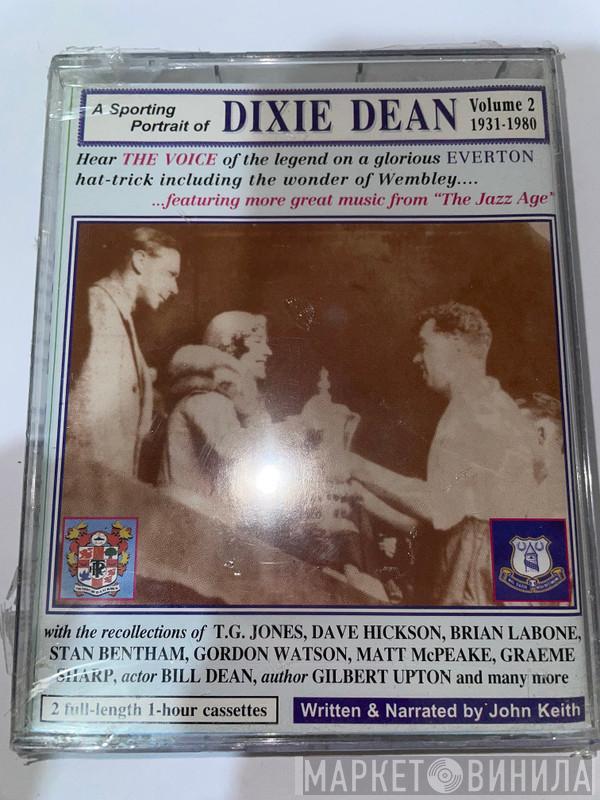 A Sporting
Portrait of
DIXIE DEAN
Volume 2
1931-1980
Hear THE VOICE of the legend on a glorious EVERTON
hat-trick including the wonder of Wembley....
...featuring more great music from "The Jazz Age"
with the recollections of T.G. JONES, DAVE HICKSON, BRIAN LABONE,
STAN BENTHAM, GORDON WATSON, MATT McPEAKE, GRAEME
SHARP, actor BILL DEAN, author GILBERT UPTON and many more
2 full-length 1-hour cassettes
Written & Narrated by John Keith
МАРКЕТ ВИНИЛА